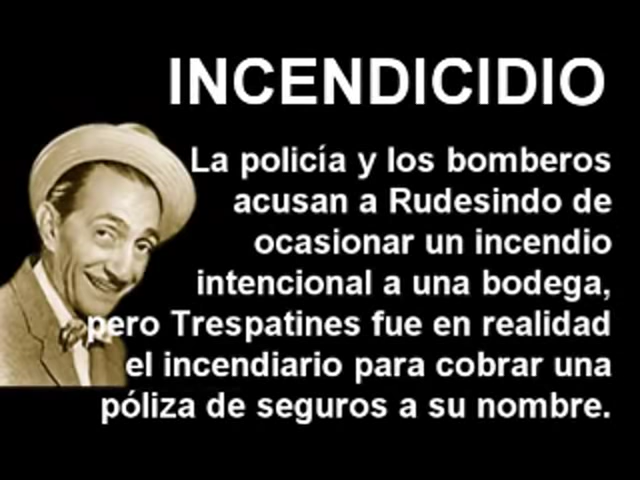 INCENDICIDIO
La policía y los bomberos
acusan a Rudesindo de
ocasionar un incendio
intencional a una bodega,
pero Trespatines fue en realidad
el incendiario para cobrar una
póliza de seguros a su nombre.